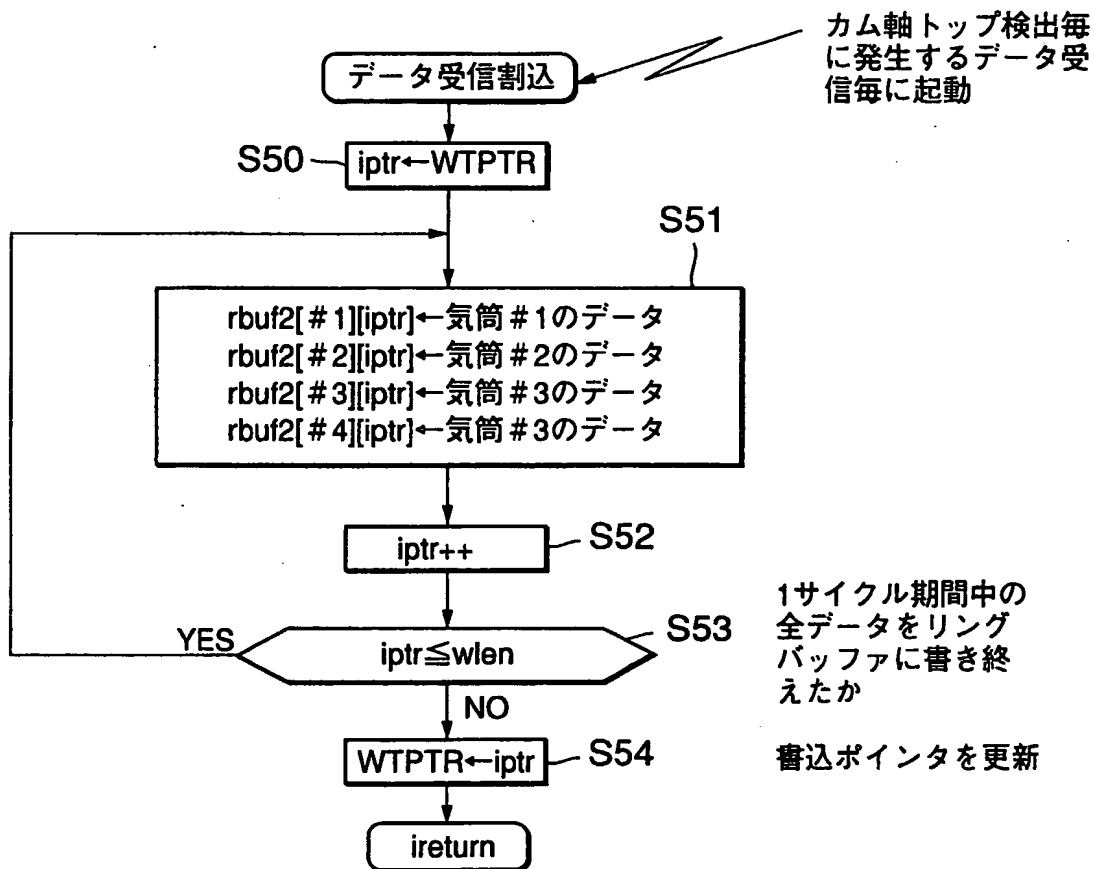 カム軸トップ検出毎
に発生するデータ受
信毎に起動
データ受信割込
S50
iptr←WTPTR
S51
rbuf2[＃1][iptr]←気筒＃1のデータ
rbuf2[＃2][iptr]←気筒＃2のデータ
rbuf2[＃3][iptr]←気筒＃3のデータ
rbuf2[＃4][iptr]←気筒＃3のデータ
iptr++
S52
YES
iptr≦wlen
S53
1サイクル期間中の
全データをリング
バッファに書き終
えたか
NO
WTPTR←iptr
S54
書込ポインタを更新
ireturn